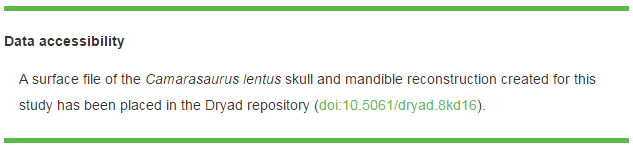 Data accessibility
A surface file of the Camarasaurus lentus skull and mandible reconstruction created for this
study has been placed in the Dryad repository (doi:10.5061/dryad.8kd16).